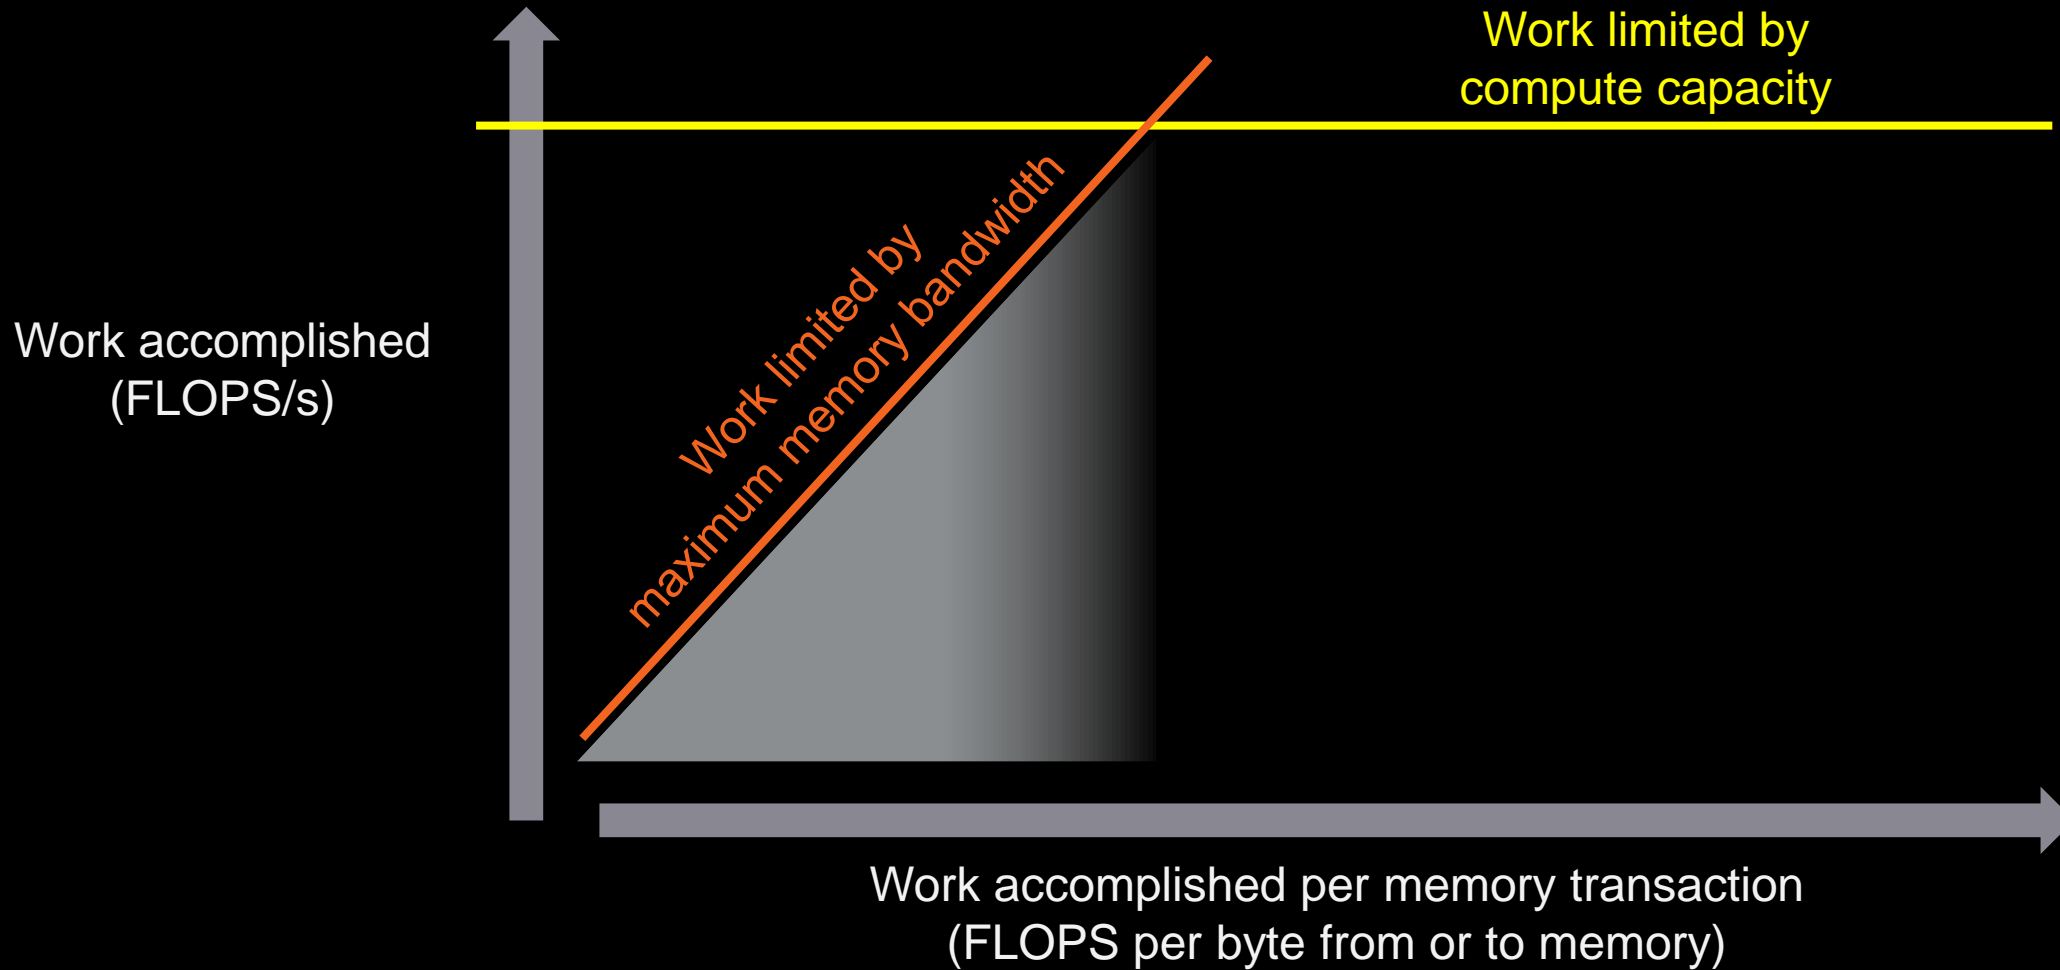 Work limited by
compute capacity
Work limited by
maximum memory bandwidth
Work accomplished
(FLOPS/s)
Work accomplished per memory transaction
(FLOPS per byte from or to memory)